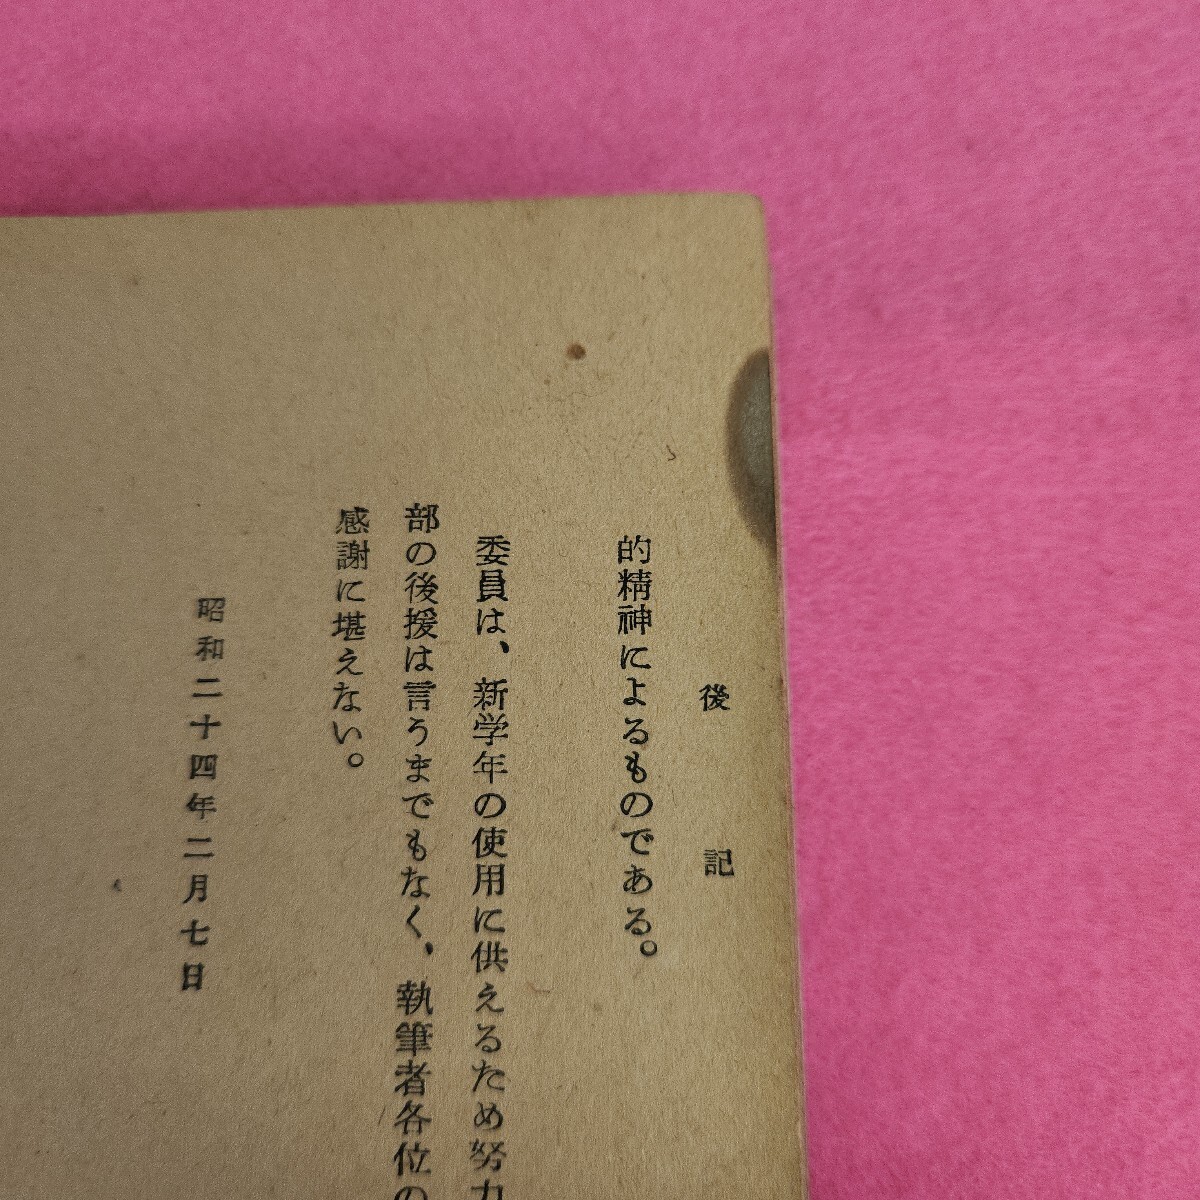 後記
的精神によるものである。
委員は、新学年の使用に供えるため努力
部の後援は言うまでもなく、執筆者各位の
感謝に堪えない。
昭和二十四年二月七日